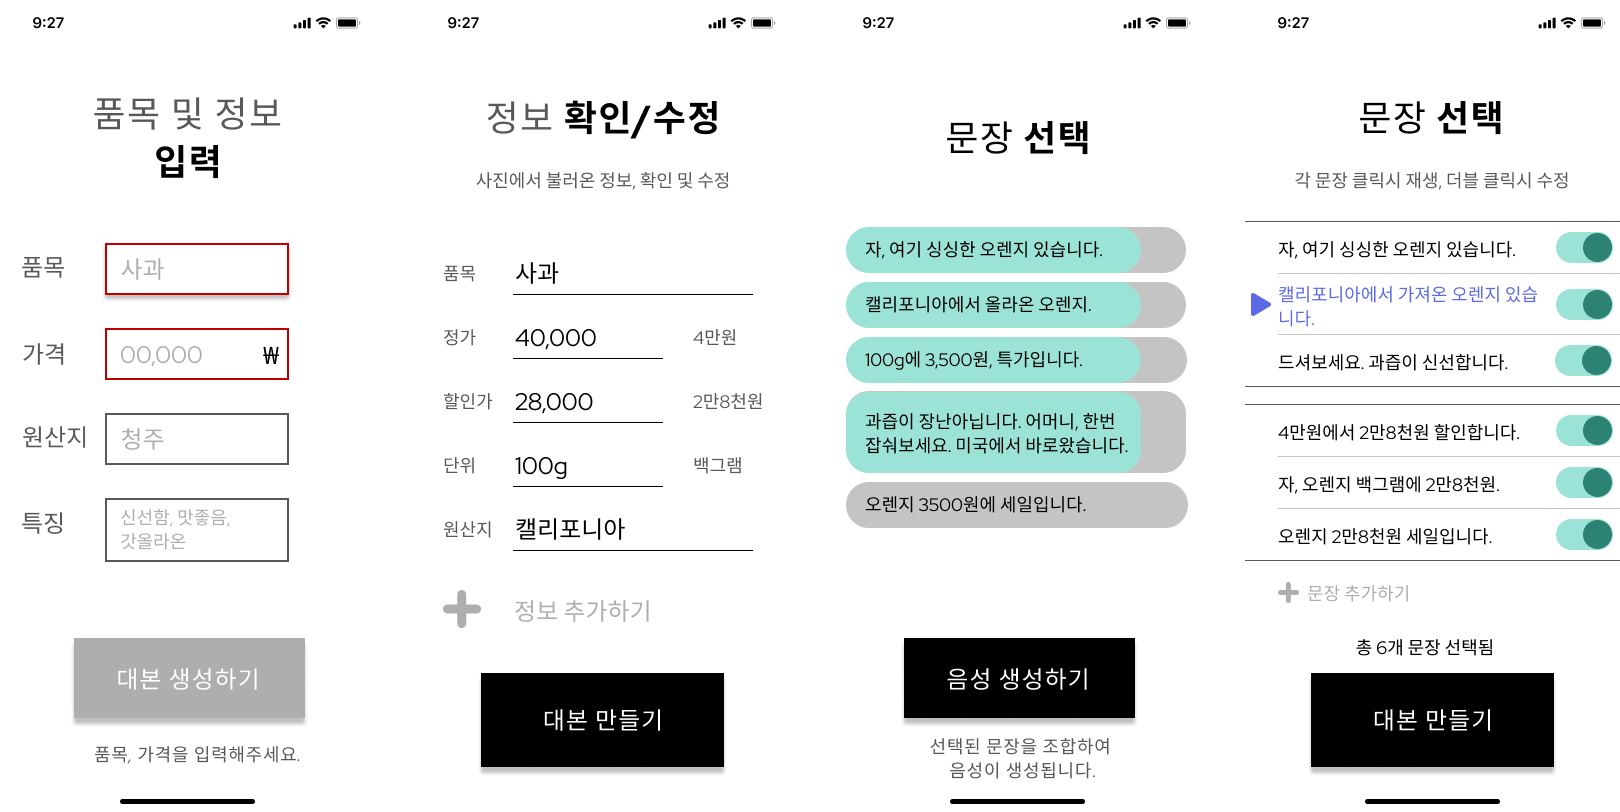 9:27
품목 및 정보
입력
품목
사과
가격
00,000 ₩
원산지
청주
특징
신선함, 맛좋음,
갓올라온
대본 생성하기
품목, 가격을 입력해주세요.
9:27
정보 확인/수정
사진에서 불러온 정보, 확인 및 수정
품목 사과
정가 40,000 4만원
할인가 28,000 2만8천원
단위 100g 백그램
원산지 캘리포니아
정보 추가하기
대본 만들기
9:27
문장 선택
자, 여기 싱싱한 오렌지 있습니다.
캘리포니아에서 올라온 오렌지.
100g에 3,500원, 특가입니다.
과즙이 장난아닙니다. 어머니, 한번
잡숴보세요. 미국에서 바로왔습니다.
오렌지 3500원에 세일입니다.
음성 생성하기
선택된 문장을 조합하여
음성이 생성됩니다.
9:27
문장 선택
각 문장 클릭시 재생, 더블 클릭시 수정
자, 여기 싱싱한 오렌지 있습니다.
캘리포니아에서 가져온 오렌지 있습
니다.
드셔보세요. 과즙이 신선합니다.
4만원에서 2만8천원 할인합니다.
자, 오렌지 백그램에 2만8천원.
오렌지 2만8천원 세일입니다.
문장 추가하기
총 6개 문장 선택됨
대본 만들기